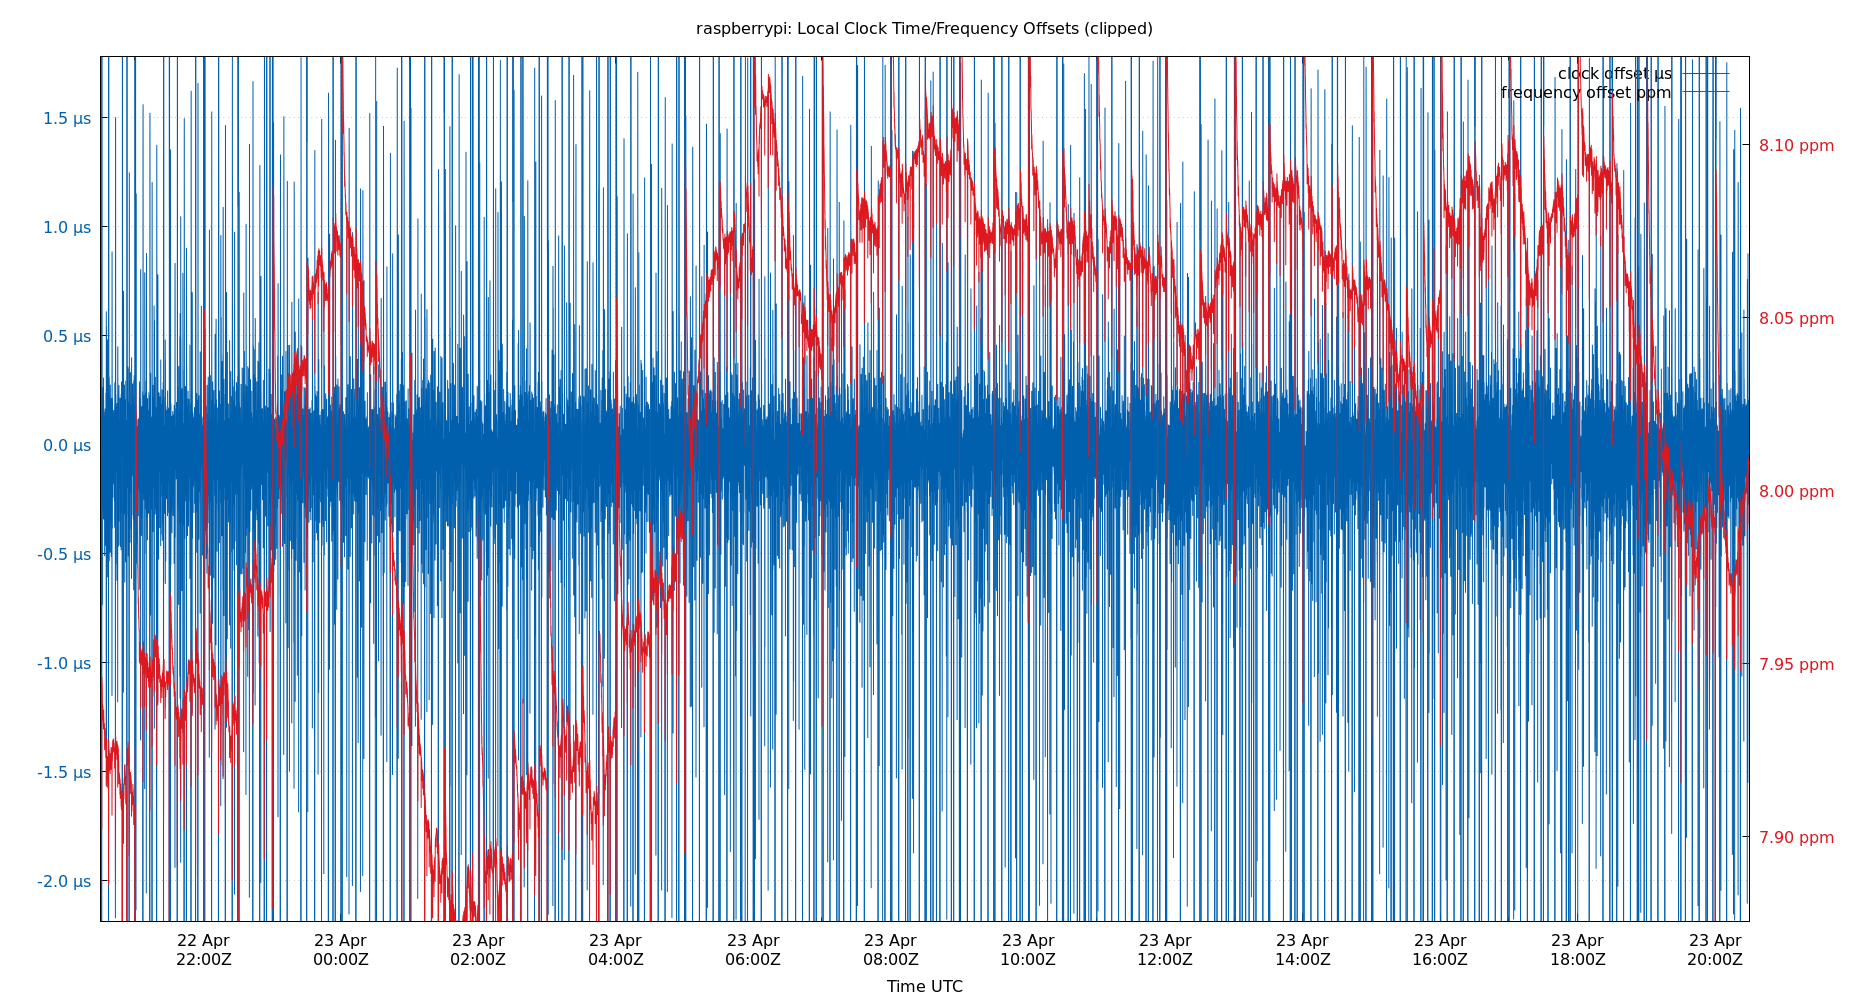 raspberrypi: Local Clock Time/Frequency Offsets (clipped)
clock offset µs
frequency offset ppm
1.5 µs
1.0 µs
0.5 µs
0.0 µs
-0.5 µs
-1.0 µs
-1.5 µs
-2.0 µs
8.10 ppm
8.05 ppm
8.00 ppm
7.95 ppm
7.90 ppm
22 Apr 23 Apr 23 Apr 23 Apr 23 Apr 23 Apr 23 Apr 23 Apr 23 Apr 23 Apr 23 Apr 23 Apr
22:00Z 00:00Z 02:00Z 04:00Z 06:00Z 08:00Z 10:00Z 12:00Z 14:00Z 16:00Z 18:00Z 20:00Z
Time UTC